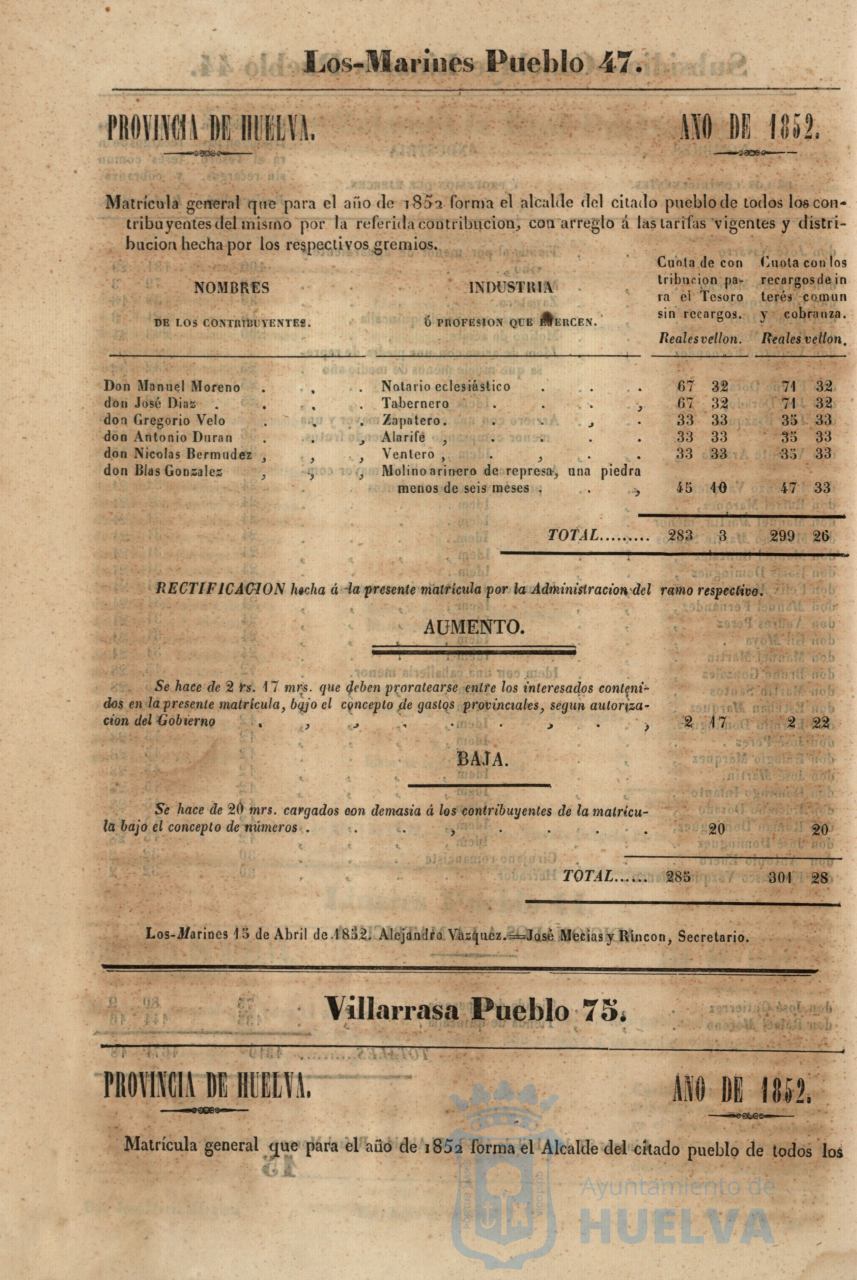 Los-Marines Pueblo 47.
PROVINCIA DE HUELVA. AÑO DE 1852.
Matrícula general que para el año de 1852 forma el alcalde del citado pueblo de todos los con-
tribuyentes del mismo por la referida contribucion, con arreglo á las tarifas vigentes y distri-
bucion hecha por los respectivos gremios.
NOMBRES
DE LOS CONTRIBUYENTES.
INDUSTRIA
Ó PROFESION QUE EJERCEN.
Cuota de con
tribucion pa-
ra el Tesoro
sin recargos.
Reales vellon.
Cuota con los
recargos de in
terés comun
y cobranza.
Reales vellon.
Don Manuel Moreno . , . Notario eclesiástico . . . 67 32 71 32
don José Diaz . . , . Tabernero . . . , 67 32 71 32
don Gregorio Velo . . . Zapatero. . . , . 33 33 35 33
don Antonio Duran . . , Alarife , . . . 33 33 35 33
don Nicolas Bermudez , , , Ventero , . , . . 33 33 35 33
don Blas Gonzalez , , , Molino arinero de represa, una piedra
menos de seis meses . . , 45 10 47 33
TOTAL......... 283 3 299 26
RECTIFICACION hecha á la presente matrícula por la Administracion del ramo respectivo.
AUMENTO.
Se hace de 2 rs. 17 mrs. que deben proratearse entre los interesados conteni-
dos en la presente matrícula, bajo el concepto de gastos provinciales, segun autoriza-
cion del Gobierno . , , . . , . , 2 17 2 22
BAJA.
Se hace de 20 mrs. cargados con demasia á los contribuyentes de la matrícu-
la bajo el concepto de números . . . , . . . . 20 20
TOTAL...... 285 301 28
Los-Marines 15 de Abril de 1852. Alejandro Vazquez.=José Mecias y Rincon, Secretario.
Villarrasa Pueblo 75.
PROVINCIA DE HUELVA. AÑO DE 1852.
Matrícula general que para el año de 1852 forma el Alcalde del citado pueblo de todos los
Ayuntamiento de
HUELVA